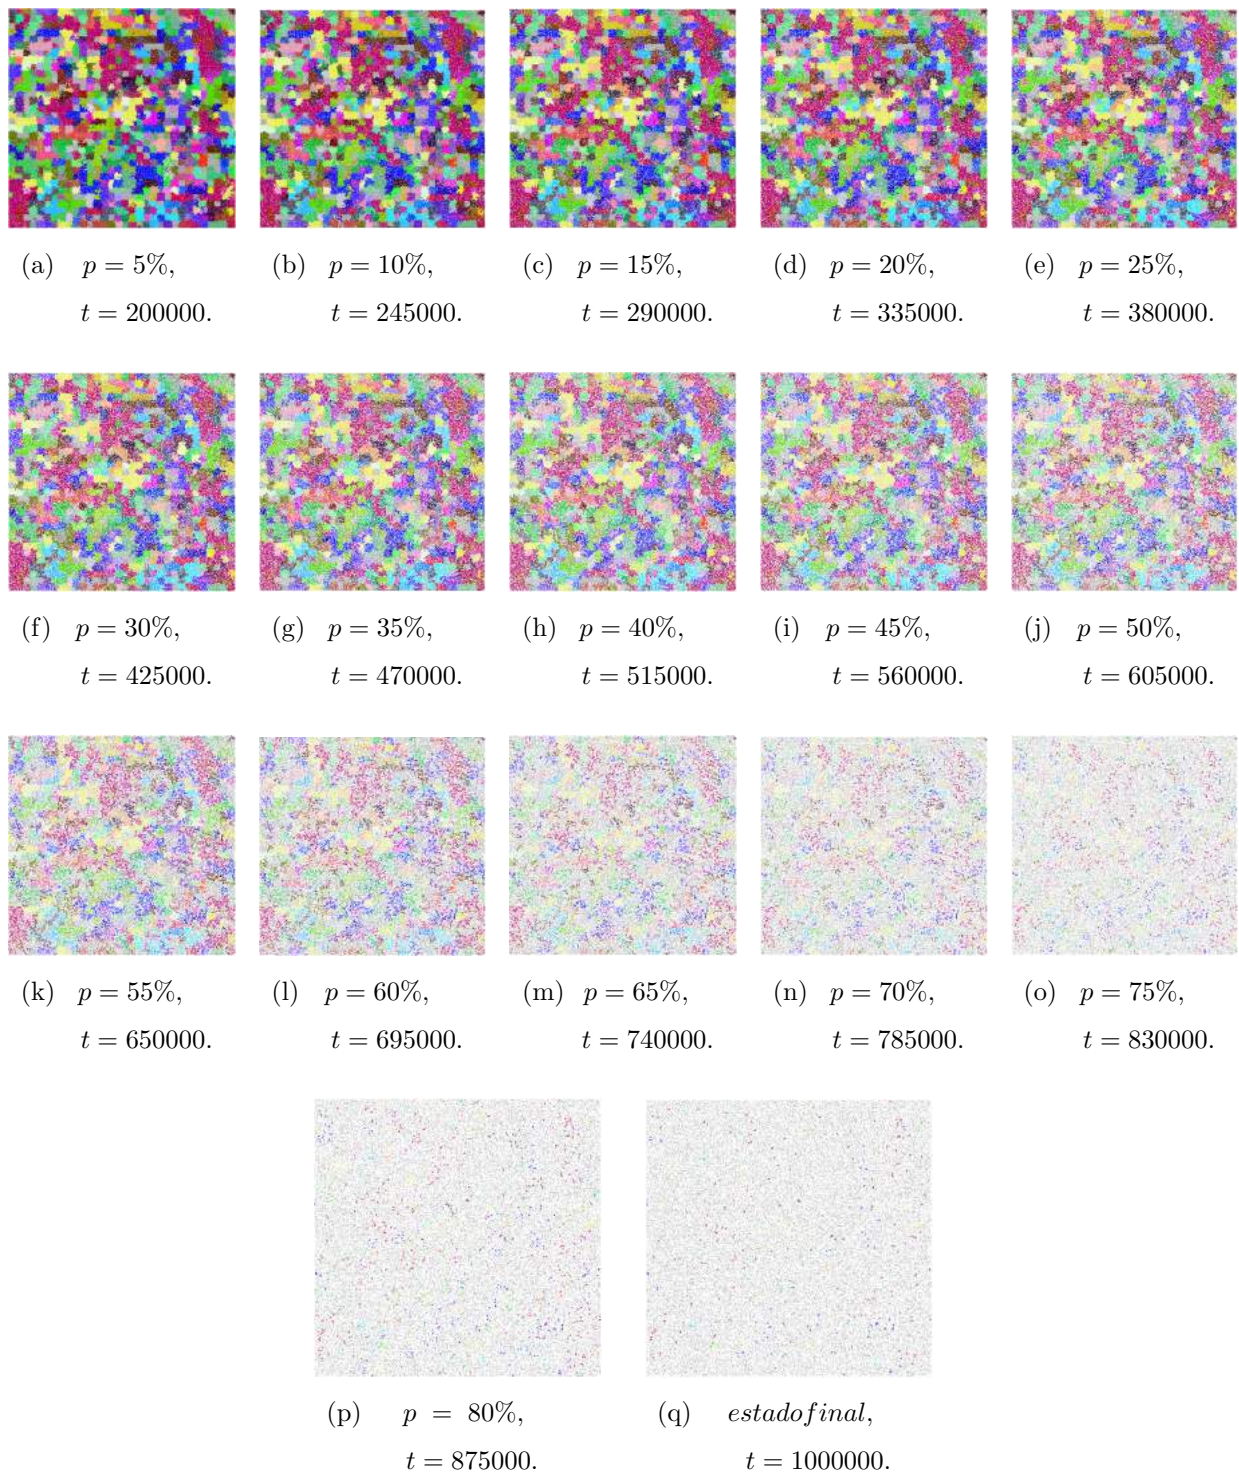 (a) p = 5%, (b) p = 10%, (c) p = 15%, (d) p = 20%, (e) p = 25%,
t = 200000. t = 245000. t = 290000. t = 335000. t = 380000.
(f) p = 30%, (g) p = 35%, (h) p = 40%, (i) p = 45%, (j) p = 50%,
t = 425000. t = 470000. t = 515000. t = 560000. t = 605000.
(k) p = 55%, (l) p = 60%, (m) p = 65%, (n) p = 70%, (o) p = 75%,
t = 650000. t = 695000. t = 740000. t = 785000. t = 830000.
(p) p = 80%, (q) estadofinal,
t = 875000. t = 1000000.